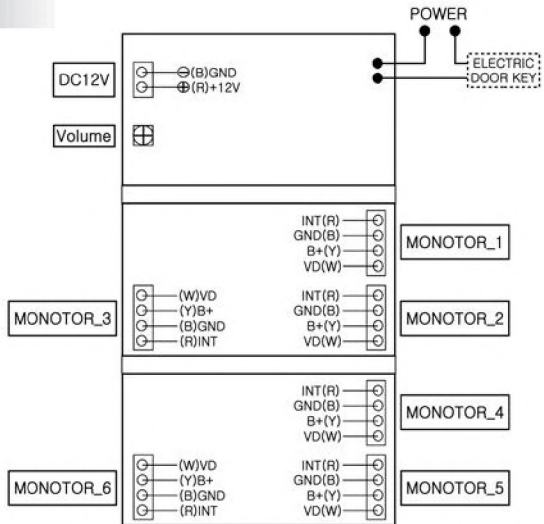 POWER
ELECTRIC
DOOR KEY
DC12V
⊖(B)GND
⊕(R)+12V
Volume
INT(R)
GND(B)
B+(Y)
VD(W)
MONOTOR_1
MONOTOR_3
(W)VD
(Y)B+
(B)GND
(R)INT
INT(R)
GND(B)
B+(Y)
VD(W)
MONOTOR_2
INT(R)
GND(B)
B+(Y)
VD(W)
MONOTOR_4
MONOTOR_6
(W)VD
(Y)B+
(B)GND
(R)INT
INT(R)
GND(B)
B+(Y)
VD(W)
MONOTOR_5